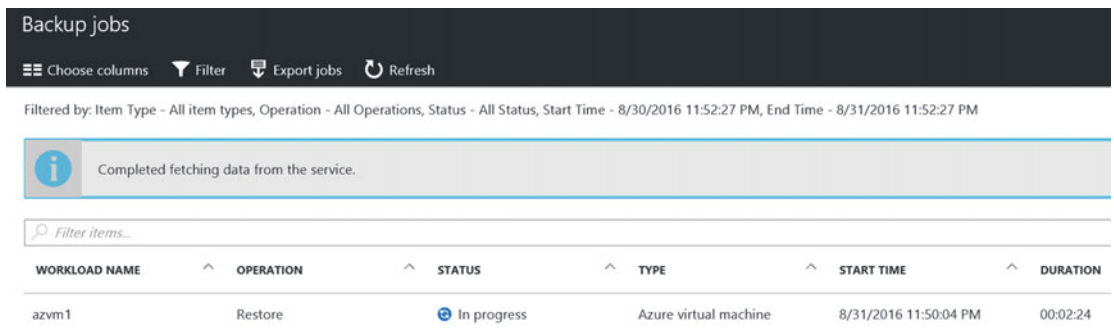 Backup jobs
Choose columns Filter Export jobs Refresh
Filtered by: Item Type - All item types, Operation - All Operations, Status - All Status, Start Time - 8/30/2016 11:52:27 PM, End Time - 8/31/2016 11:52:27 PM
Completed fetching data from the service.
Filter items...
WORKLOAD NAME OPERATION STATUS TYPE START TIME DURATION
azvm1 Restore In progress Azure virtual machine 8/31/2016 11:50:04 PM 00:02:24